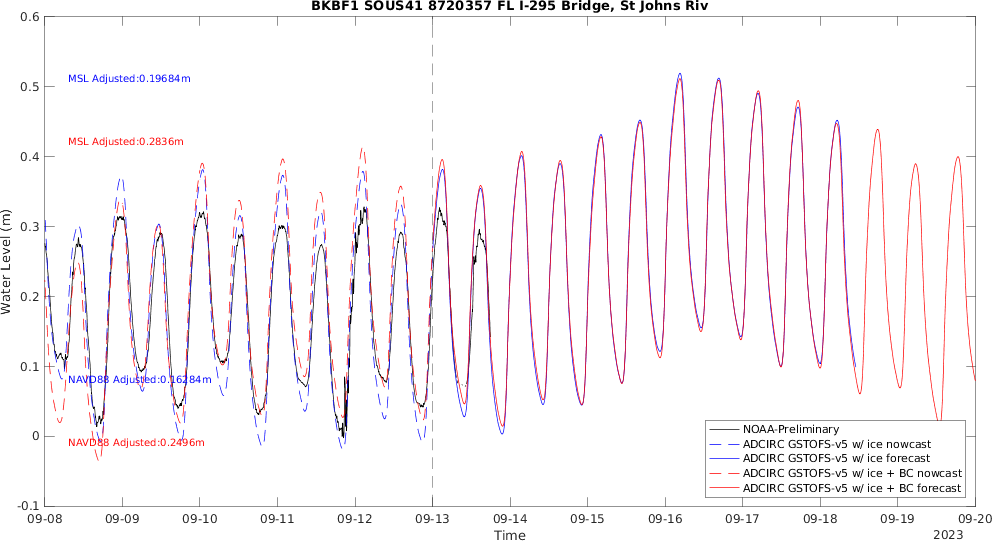 BKBF1 SOUS41 8720357 FL I-295 Bridge, St Johns Riv
0.6
0.5
0.4
0.3
0.2
0.1
0
-0.1
Water Level (m)
MSL Adjusted:0.19684m
MSL Adjusted:0.2836m
NAVD88 Adjusted:0.16284m
NAVD88 Adjusted:0.2496m
NOAA-Preliminary
ADCIRC GSTOFS-v5 w/ ice nowcast
ADCIRC GSTOFS-v5 w/ ice forecast
ADCIRC GSTOFS-v5 w/ ice + BC nowcast
ADCIRC GSTOFS-v5 w/ ice + BC forecast
09-08 09-09 09-10 09-11 09-12 09-13 09-14 09-15 09-16 09-17 09-18 09-19 09-20
Time
2023